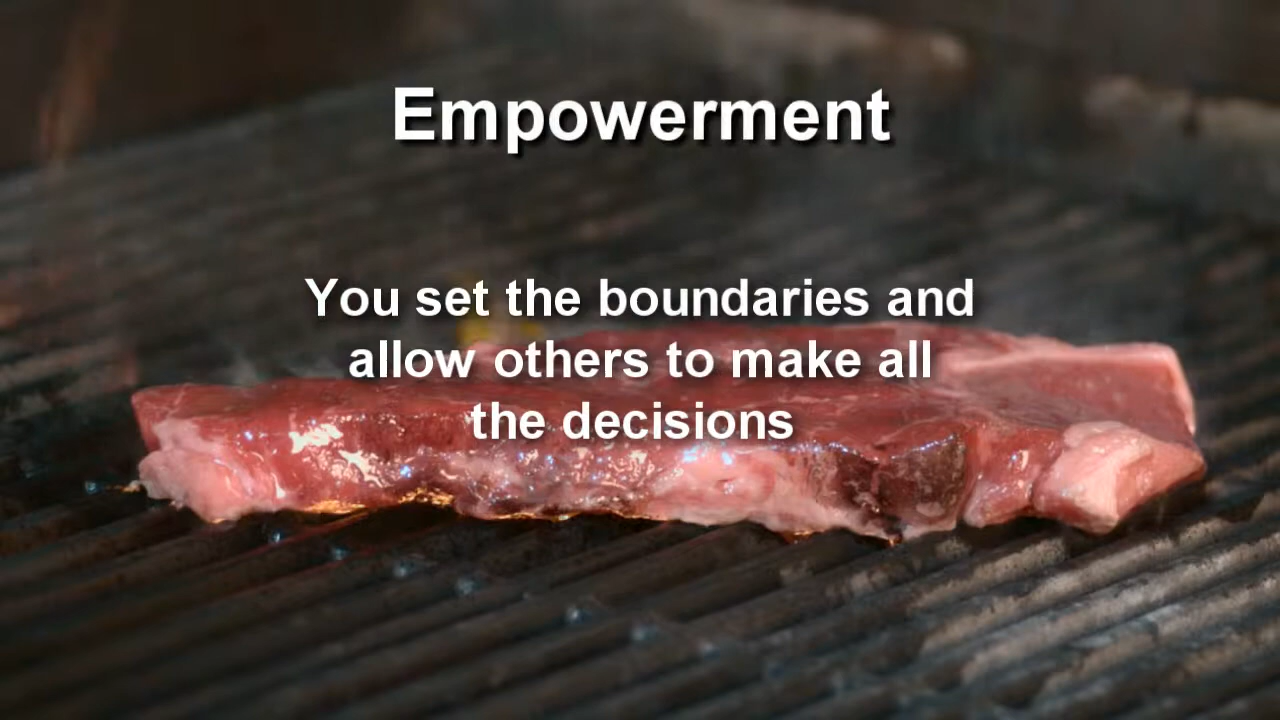 Empowerment
You set the boundaries and
allow others to make all
the decisions